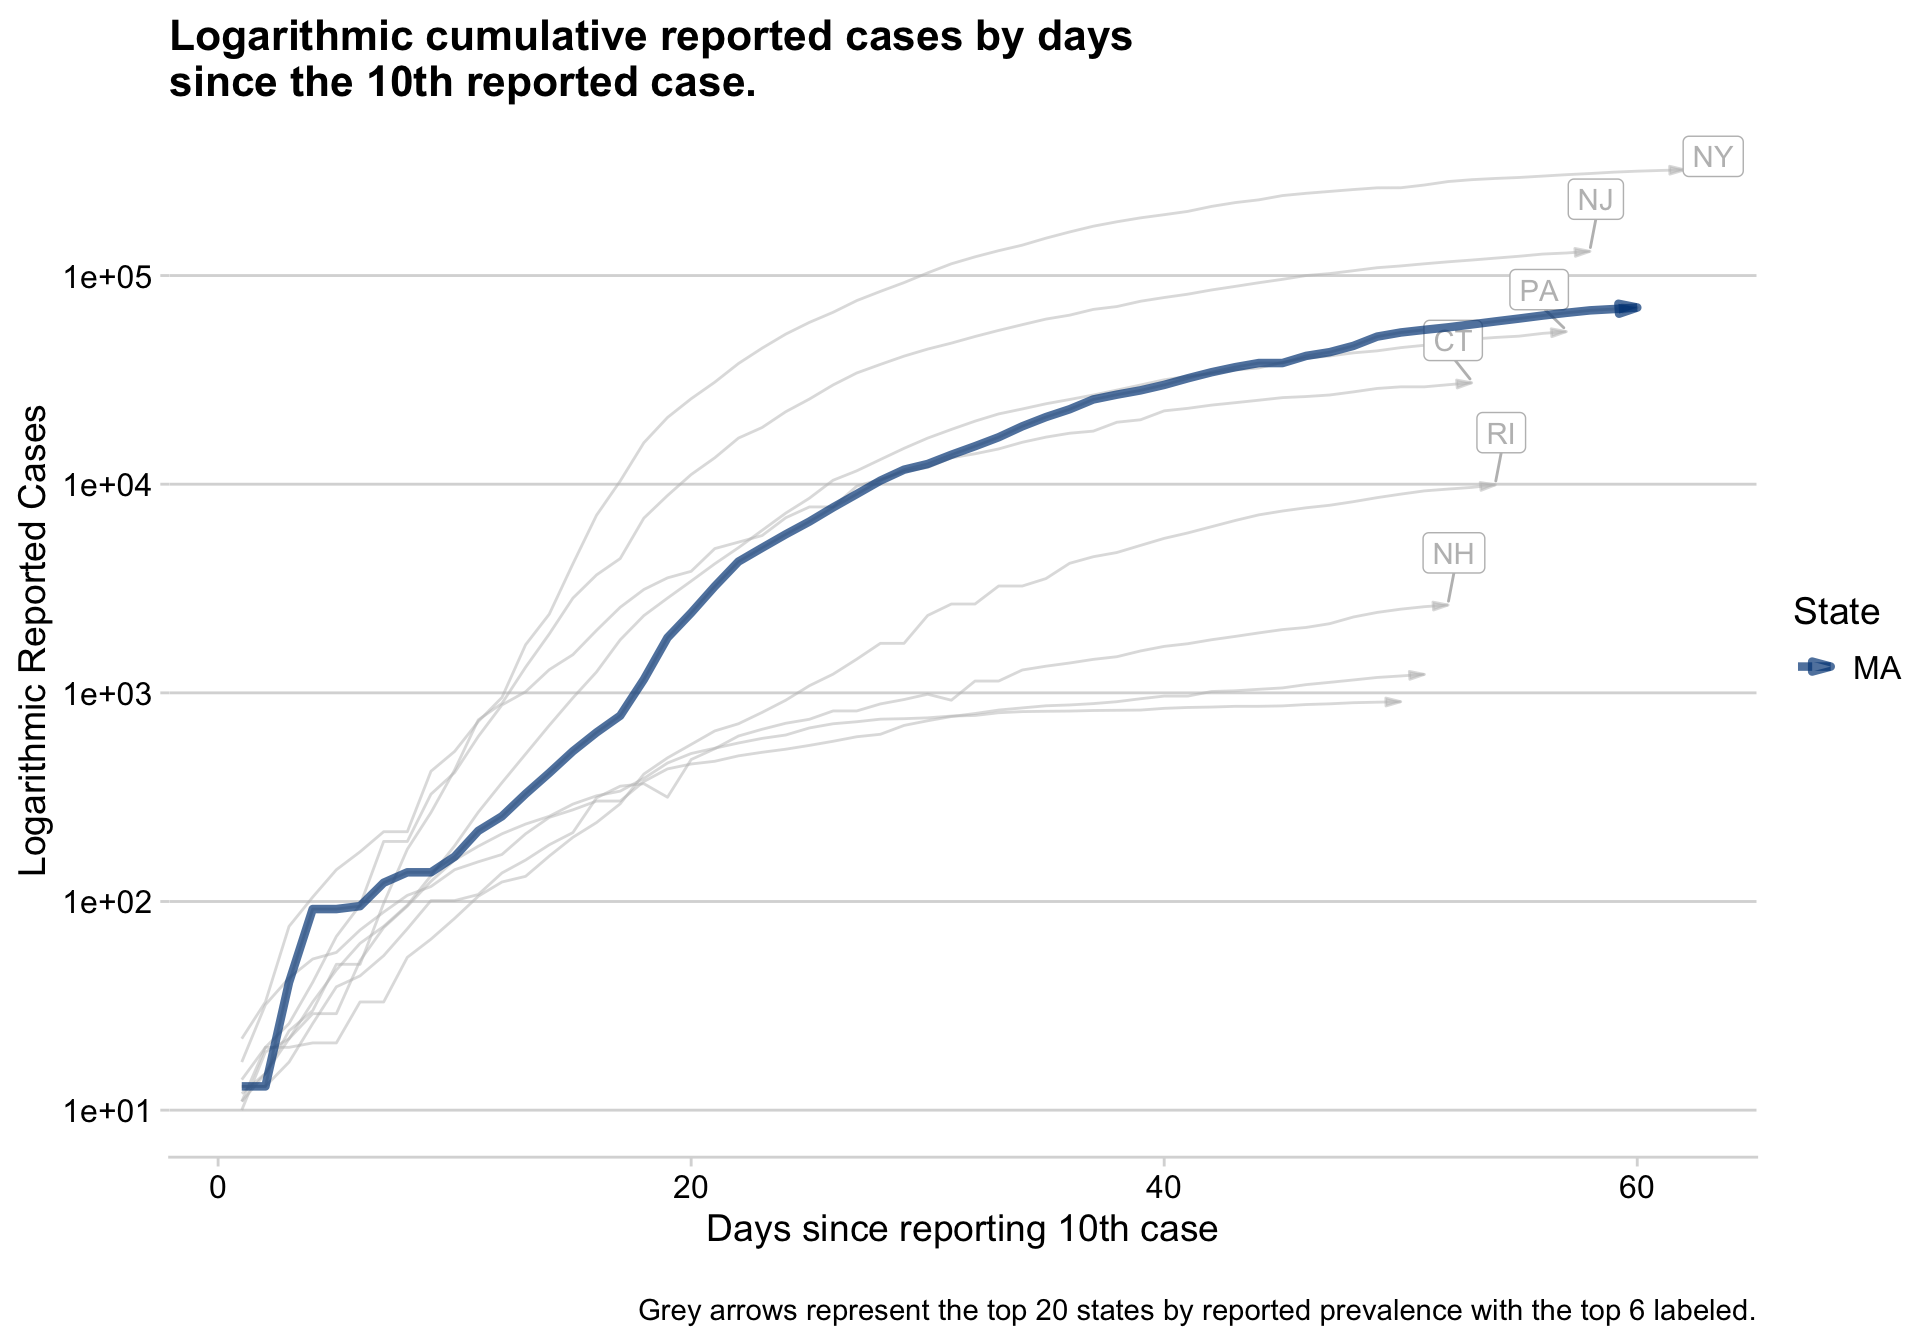 Logarithmic cumulative reported cases by days
since the 10th reported case.
NY
NJ
1e+05
PA
CT
RI
1e+04
NH
State
MA
1e+03
1e+02
1e+01
Logarithmic Reported Cases
0 20 40 60
Days since reporting 10th case
Grey arrows represent the top 20 states by reported prevalence with the top 6 labeled.